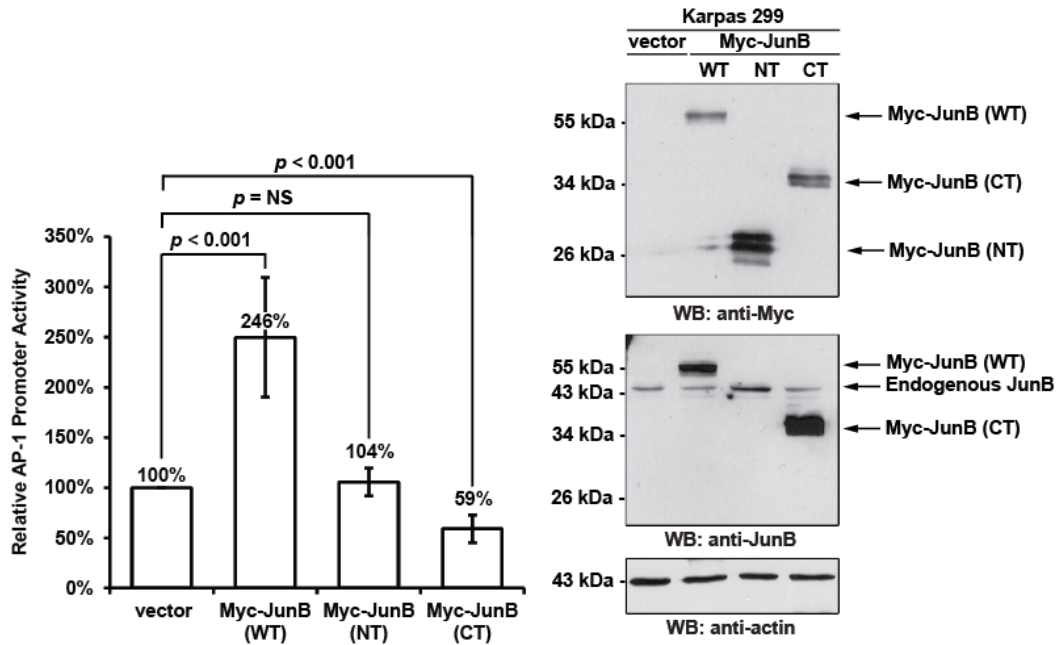 p < 0.001
p = NS
p < 0.001
350%
300%
250%
200%
150%
100%
50%
0%
Relative AP-1 Promoter Activity
100%
246%
104%
59%
vector
Myc-JunB (WT)
Myc-JunB (NT)
Myc-JunB (CT)
Karpas 299
vector Myc-JunB
WT NT CT
55 kDa -
34 kDa -
26 kDa -
Myc-JunB (WT)
Myc-JunB (CT)
Myc-JunB (NT)
WB: anti-Myc
55 kDa -
43 kDa -
34 kDa -
26 kDa -
Myc-JunB (WT)
Endogenous JunB
Myc-JunB (CT)
WB: anti-JunB
43 kDa -
WB: anti-actin